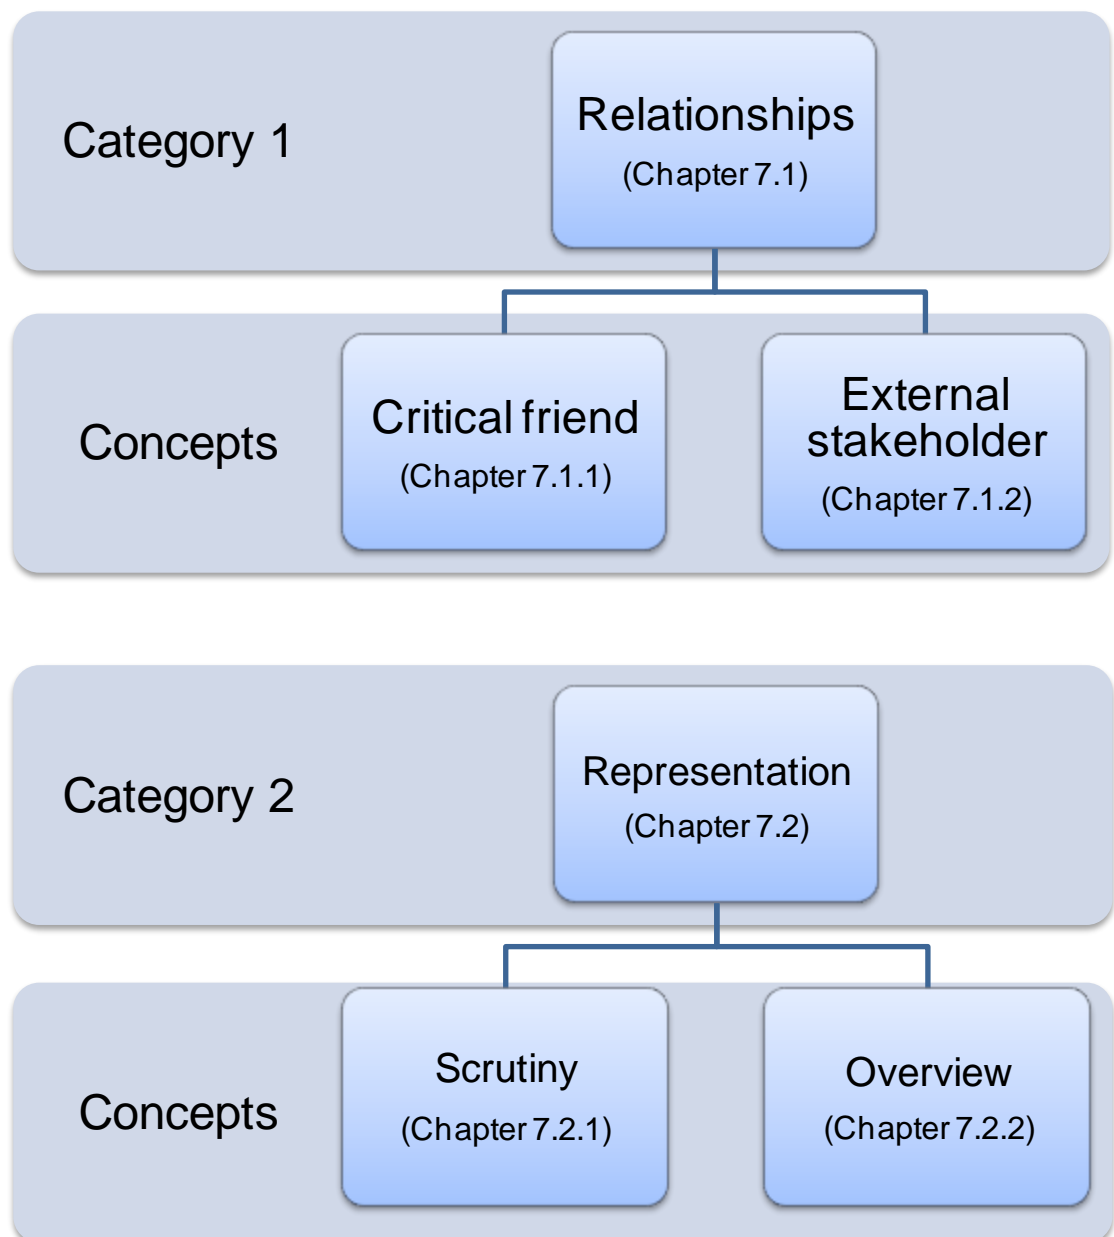 Category 1
Relationships
(Chapter 7.1)
Concepts
Critical friend
(Chapter 7.1.1)
External
stakeholder
(Chapter 7.1.2)
Category 2
Representation
(Chapter 7.2)
Concepts
Scrutiny
(Chapter 7.2.1)
Overview
(Chapter 7.2.2)